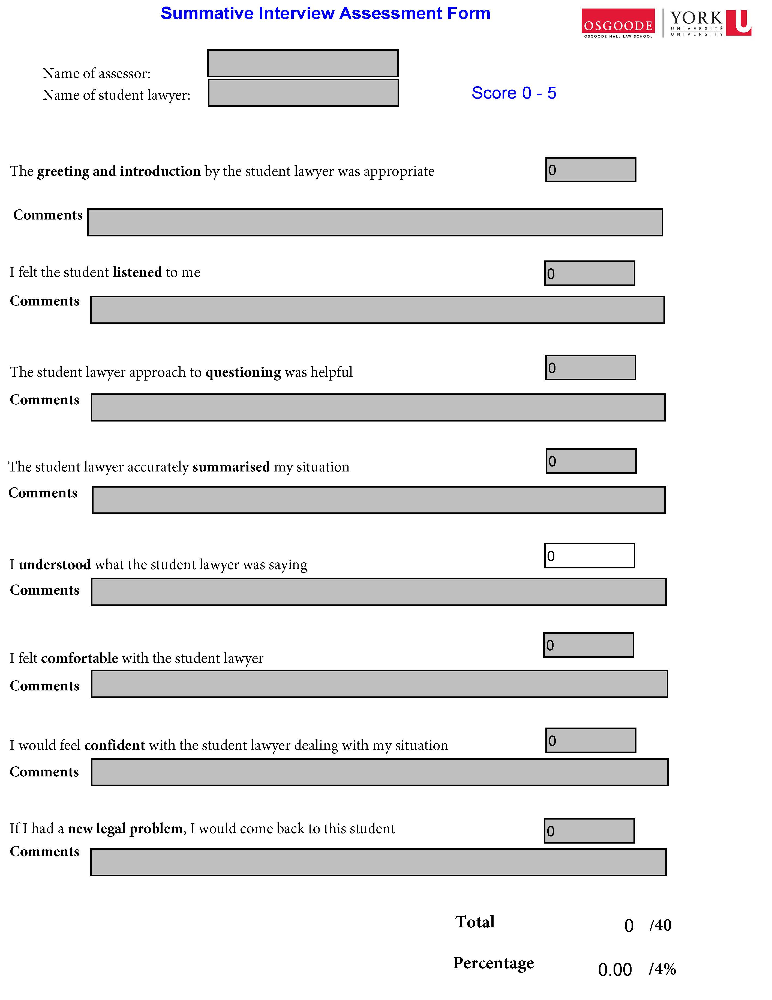 Summative Interview Assessment Form
OSGOODE
OSGOODE HALL LAW SCHOOL
YORK
UNIVERSITÉ
UNIVERSITY
U
Name of assessor:
Name of student lawyer:
Score 0 - 5
The greeting and introduction by the student lawyer was appropriate 0
Comments
I felt the student listened to me 0
Comments
The student lawyer approach to questioning was helpful 0
Comments
The student lawyer accurately summarised my situation 0
Comments
I understood what the student lawyer was saying 0
Comments
I felt comfortable with the student lawyer 0
Comments
I would feel confident with the student lawyer dealing with my situation 0
Comments
If I had a new legal problem, I would come back to this student 0
Comments
Total 0 /40
Percentage 0.00 /4%